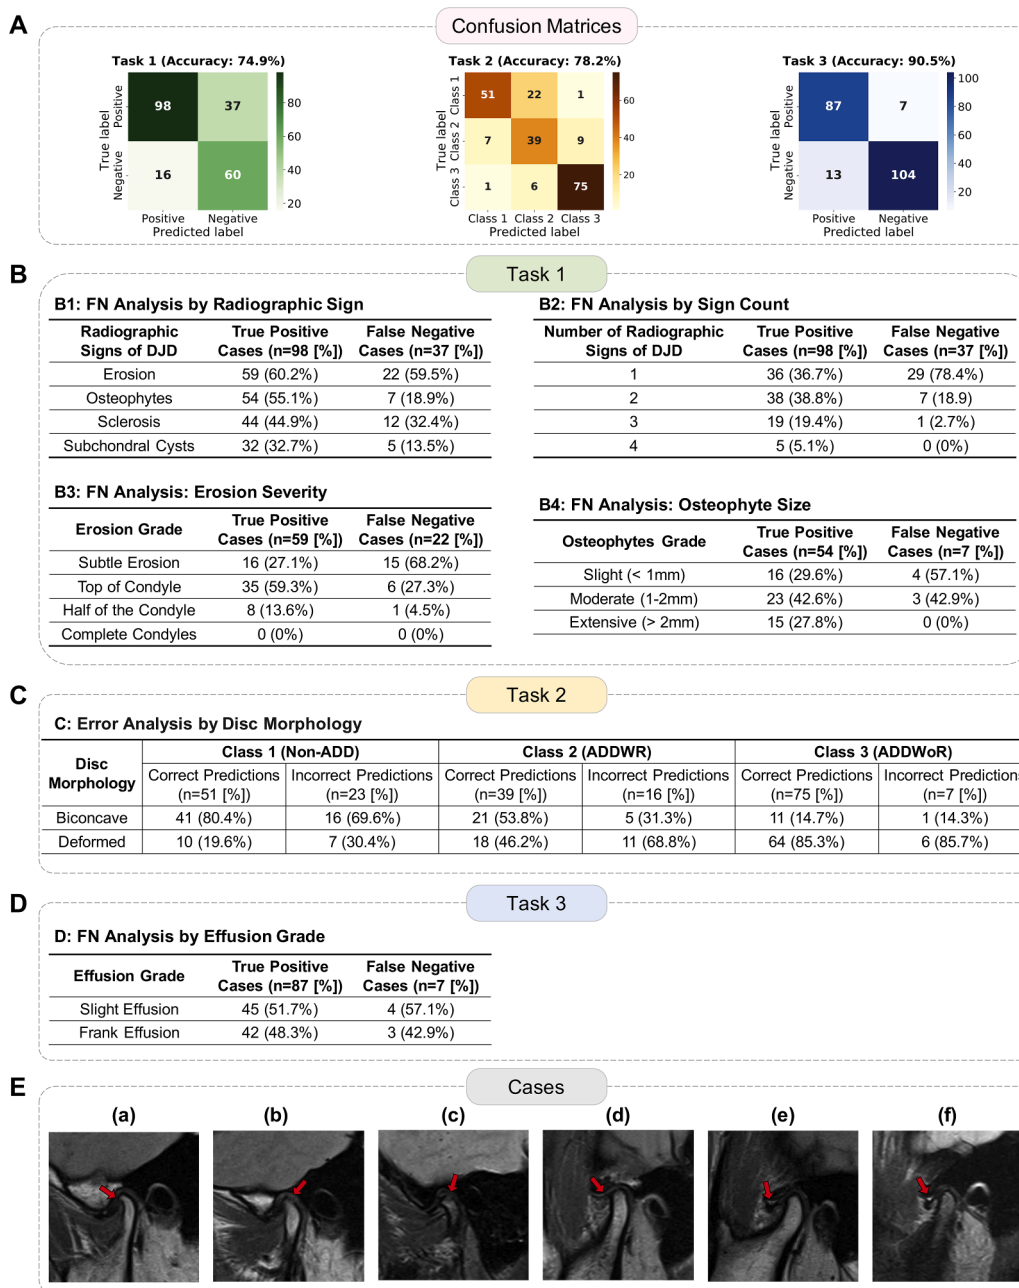 A
Confusion Matrices
Task 1 (Accuracy: 74.9%)
True label
Positive
Negative
98 37
16 60
Positive Negative
Predicted label
80
60
40
20
Task 2 (Accuracy: 78.2%)
True label
Class 1
Class 2
Class 3
51 22 1
7 39 9
1 6 75
Class 1 Class 2 Class 3
Predicted label
60
40
20
Task 3 (Accuracy: 90.5%)
True label
Positive
Negative
87 7
13 104
Positive Negative
Predicted label
100
80
60
40
20
B
Task 1
B1: FN Analysis by Radiographic Sign
Radiographic Signs of DJD True Positive Cases (n=98 [%]) False Negative Cases (n=37 [%])
Erosion 59 (60.2%) 22 (59.5%)
Osteophytes 54 (55.1%) 7 (18.9%)
Sclerosis 44 (44.9%) 12 (32.4%)
Subchondral Cysts 32 (32.7%) 5 (13.5%)
B2: FN Analysis by Sign Count
Number of Radiographic Signs of DJD True Positive Cases (n=98 [%]) False Negative Cases (n=37 [%])
1 36 (36.7%) 29 (78.4%)
2 38 (38.8%) 7 (18.9)
3 19 (19.4%) 1 (2.7%)
4 5 (5.1%) 0 (0%)
B3: FN Analysis: Erosion Severity
Erosion Grade True Positive Cases (n=59 [%]) False Negative Cases (n=22 [%])
Subtle Erosion 16 (27.1%) 15 (68.2%)
Top of Condyle 35 (59.3%) 6 (27.3%)
Half of the Condyle 8 (13.6%) 1 (4.5%)
Complete Condyles 0 (0%) 0 (0%)
B4: FN Analysis: Osteophyte Size
Osteophytes Grade True Positive Cases (n=54 [%]) False Negative Cases (n=7 [%])
Slight (< 1mm) 16 (29.6%) 4 (57.1%)
Moderate (1-2mm) 23 (42.6%) 3 (42.9%)
Extensive (> 2mm) 15 (27.8%) 0 (0%)
C
Task 2
C: Error Analysis by Disc Morphology
Disc Morphology Class 1 (Non-ADD) Class 2 (ADDWR) Class 3 (ADDWoR)
Correct Predictions (n=51 [%]) Incorrect Predictions (n=23 [%]) Correct Predictions (n=39 [%]) Incorrect Predictions (n=16 [%]) Correct Predictions (n=75 [%]) Incorrect Predictions (n=7 [%])
Biconcave 41 (80.4%) 16 (69.6%) 21 (53.8%) 5 (31.3%) 11 (14.7%) 1 (14.3%)
Deformed 10 (19.6%) 7 (30.4%) 18 (46.2%) 11 (68.8%) 64 (85.3%) 6 (85.7%)
D
Task 3
D: FN Analysis by Effusion Grade
Effusion Grade True Positive Cases (n=87 [%]) False Negative Cases (n=7 [%])
Slight Effusion 45 (51.7%) 4 (57.1%)
Frank Effusion 42 (48.3%) 3 (42.9%)
E
Cases
(a) (b) (c) (d) (e) (f)